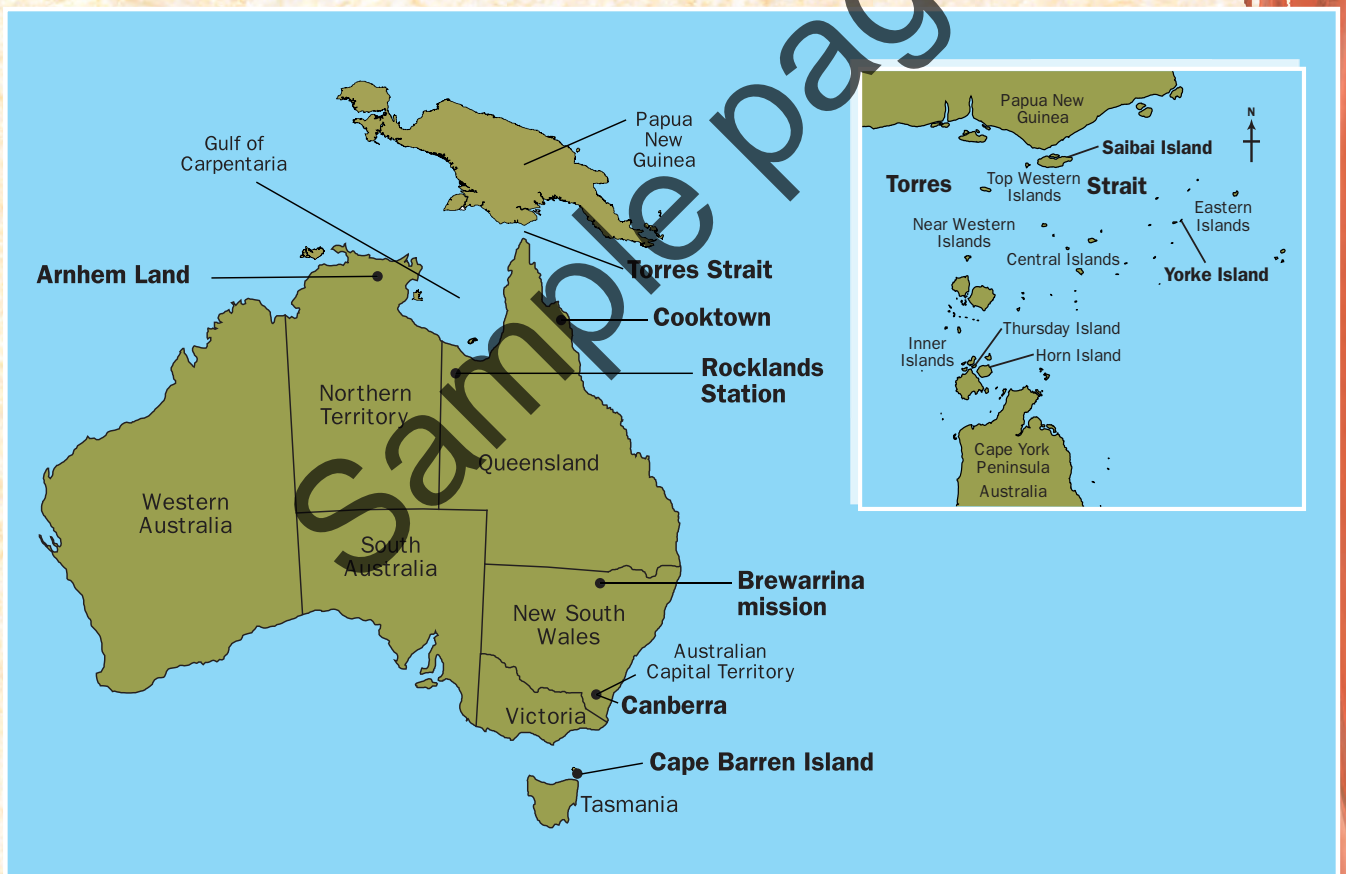 Sample pag
Gulf of
Carpentaria
Papua
New
Guinea
Arnhem Land
Torres Strait
Cooktown
Rocklands
Station
Northern
Territory
Queensland
Western
Australia
South
Australia
Brewarrina
mission
New South
Wales
Australian
Capital Territory
Canberra
Victoria
Cape Barren Island
Tasmania
Papua New
Guinea
N
Saibai Island
Torres Strait
Top Western
Islands
Eastern
Islands
Near Western
Islands
Central Islands
Yorke Island
Thursday Island
Inner
Islands
Horn Island
Cape York
Peninsula
Australia